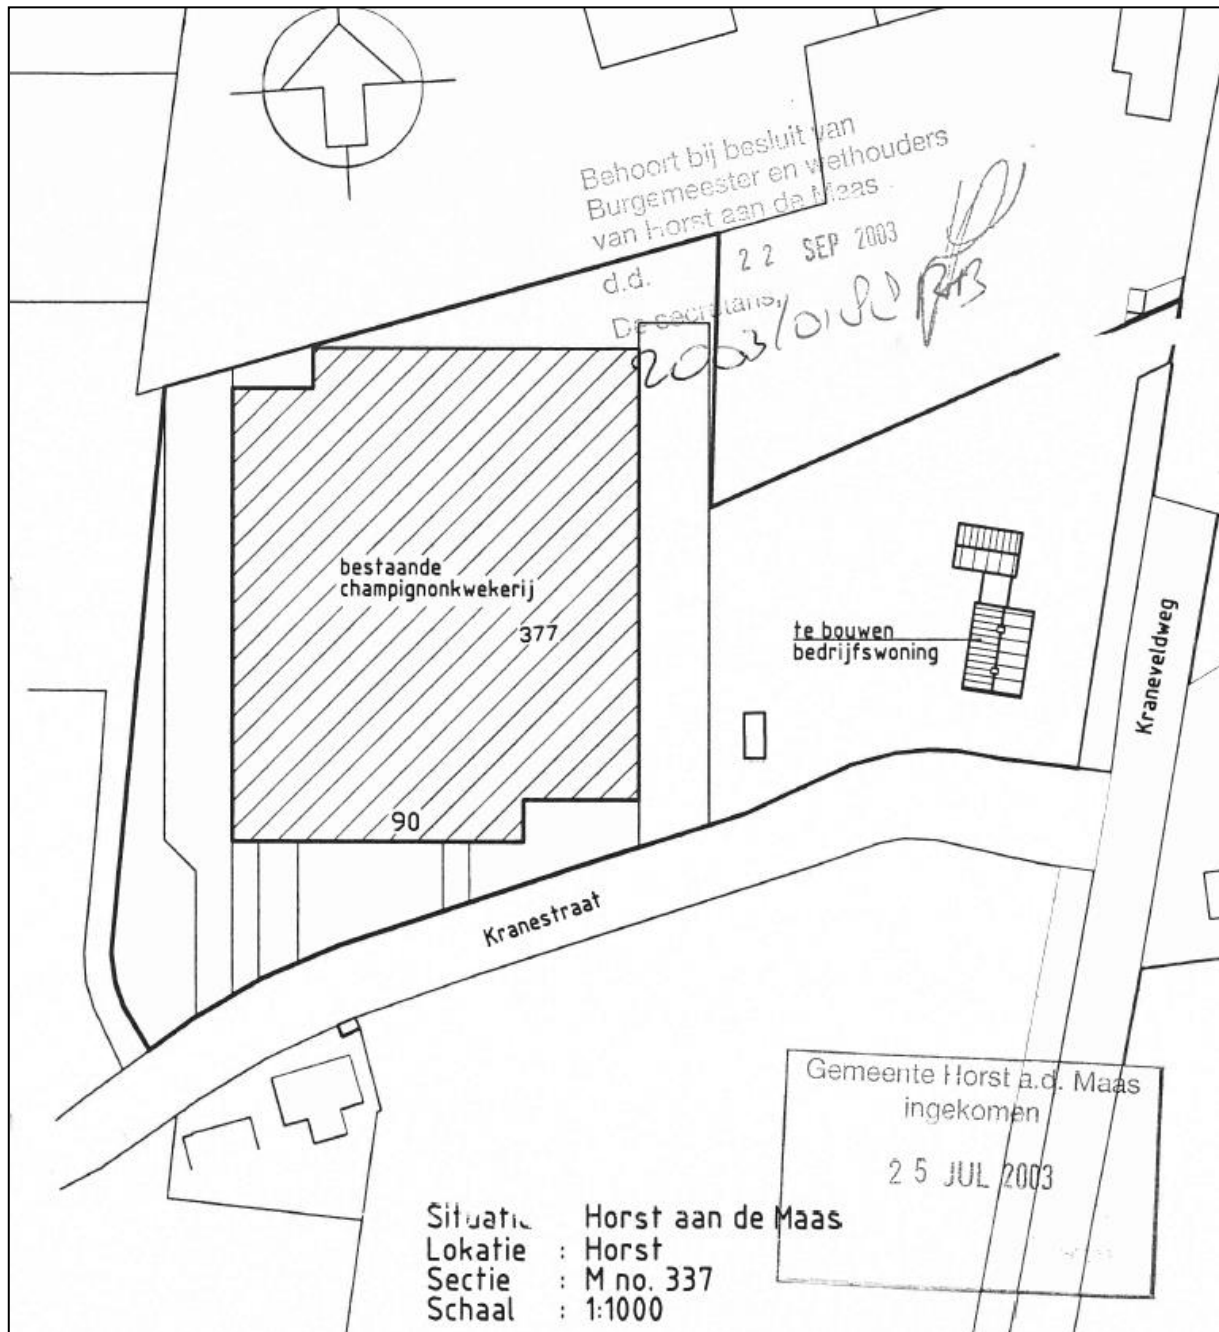 Behoort bij besluit van
Burgemeester en wethouders
van Horst aan de Maas
d.d. 22 SEP 2003
De secretaris,
bestaande
champignonkwekerij
377
te bouwen
bedrijfswoning
Kraneveldweg
90
Kranestraat
Gemeente Horst a.d. Maas
ingekomen
25 JUL 2003
Situatie Horst aan de Maas
Lokatie : Horst
Sectie : M no. 337
Schaal : 1:1000